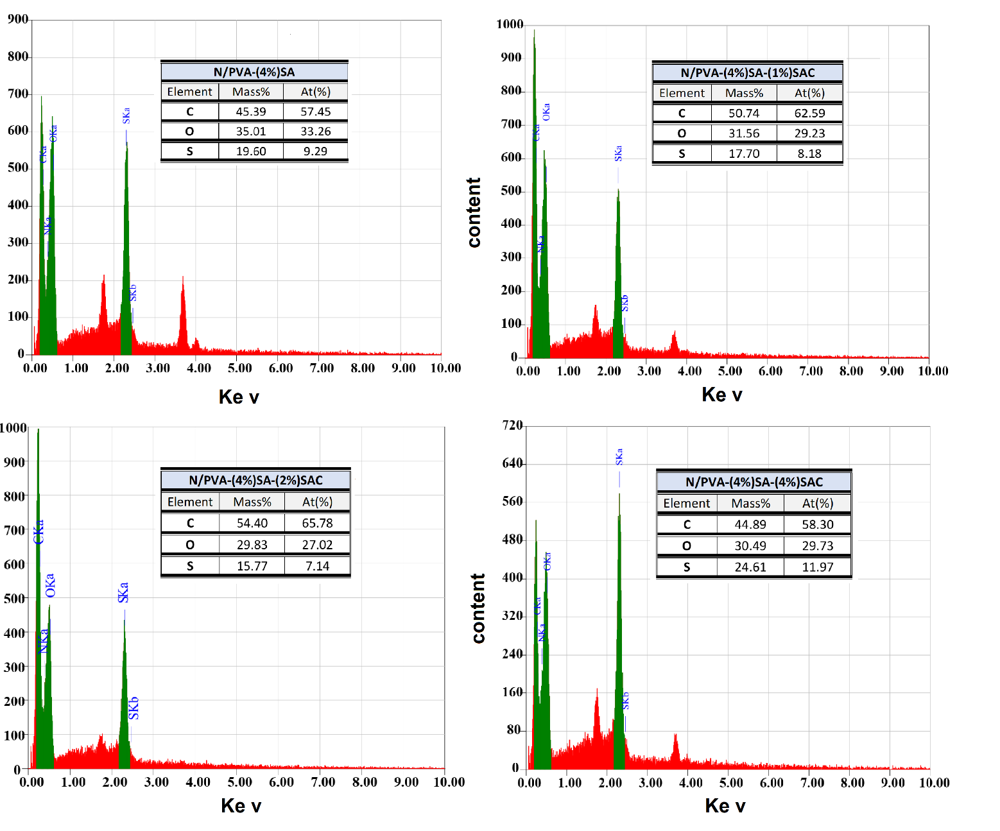 900
800
700
600
500
400
300
200
100
0
0.00 1.00 2.00 3.00 4.00 5.00 6.00 7.00 8.00 9.00 10.00
Ke v
CKa
NKa
OKa
SKa
SKb
N/PVA-(4%)SA
Element Mass% At(%)
C 45.39 57.45
O 35.01 33.26
S 19.60 9.29
1000
900
800
700
600
500
400
300
200
100
0
content
0.00 1.00 2.00 3.00 4.00 5.00 6.00 7.00 8.00 9.00 10.00
Ke v
CKa
NKa
OKa
SKa
SKb
N/PVA-(4%)SA-(1%)SAC
Element Mass% At(%)
C 50.74 62.59
O 31.56 29.23
S 17.70 8.18
1000
900
800
700
600
500
400
300
200
100
0
0.00 1.00 2.00 3.00 4.00 5.00 6.00 7.00 8.00 9.00 10.00
Ke v
CKa
NKa
OKa
SKa
SKb
N/PVA-(4%)SA-(2%)SAC
Element Mass% At(%)
C 54.40 65.78
O 29.83 27.02
S 15.77 7.14
720
640
560
480
400
320
240
160
80
0
content
0.00 1.00 2.00 3.00 4.00 5.00 6.00 7.00 8.00 9.00 10.00
Ke v
CKa
NKa
OKa
SKa
SKb
N/PVA-(4%)SA-(4%)SAC
Element Mass% At(%)
C 44.89 58.30
O 30.49 29.73
S 24.61 11.97